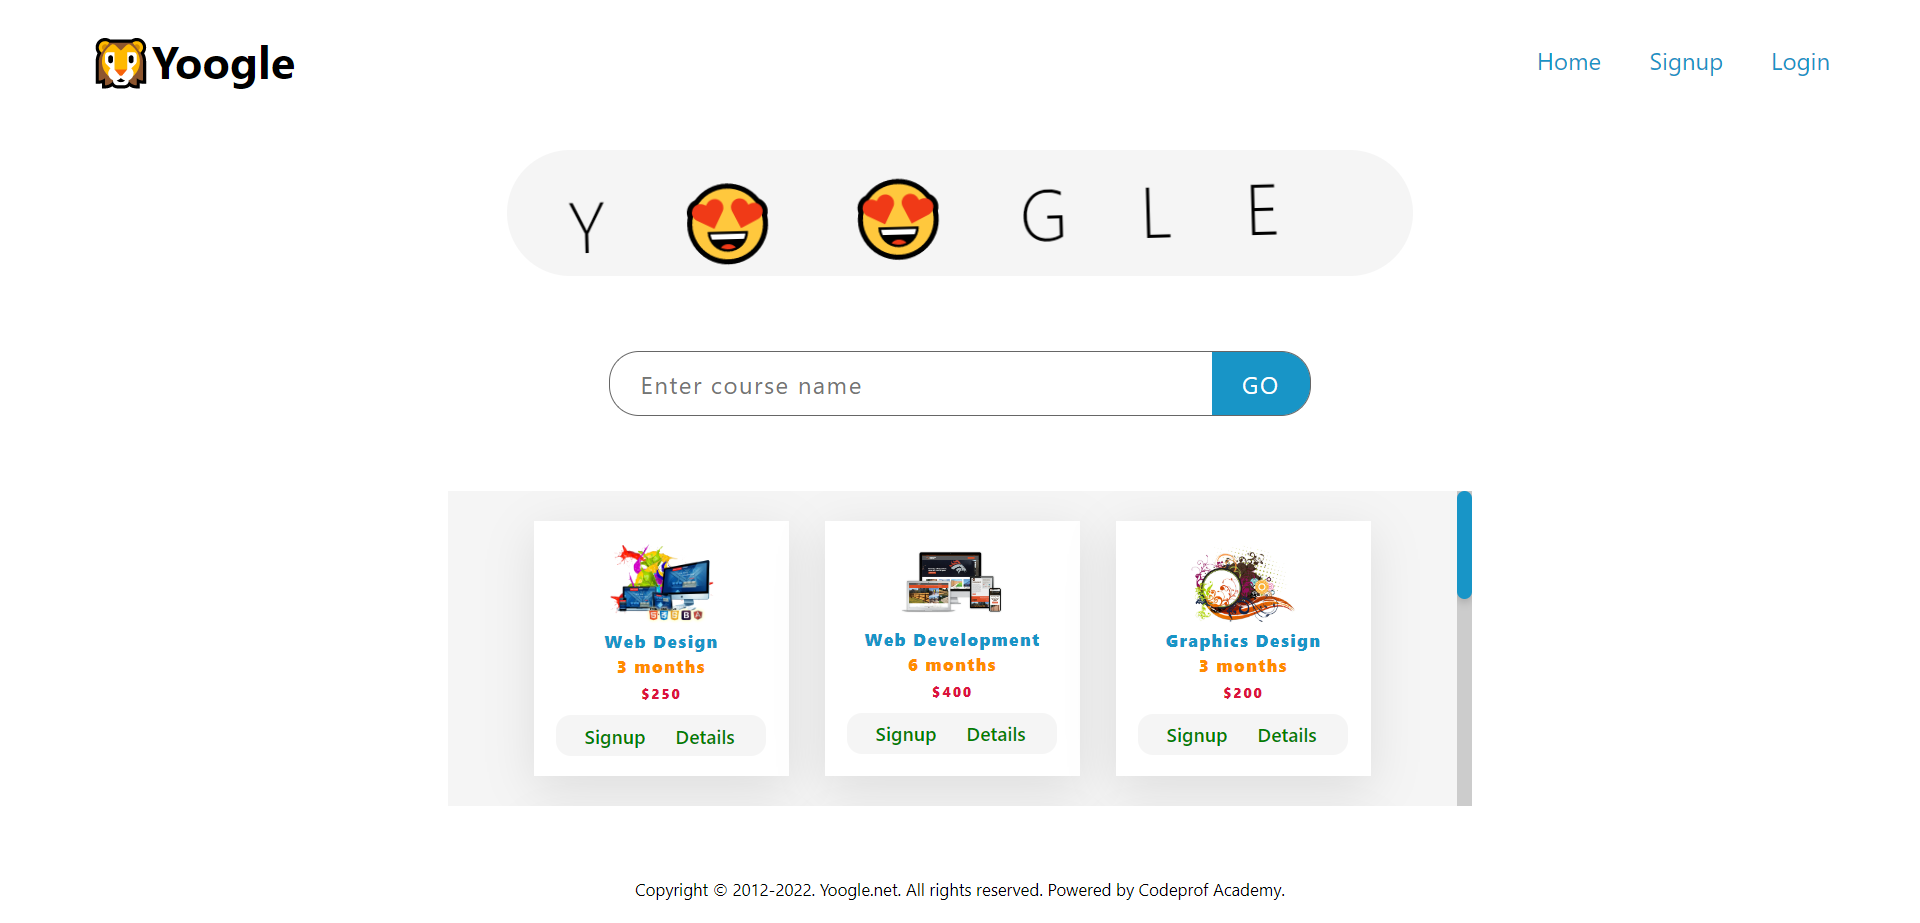 Yoogle
Home Signup Login
Y G L E
Enter course name GO
Web Design
3 months
$250
Signup Details
Web Development
6 months
$400
Signup Details
Graphics Design
3 months
$200
Signup Details
Copyright © 2012-2022. Yoogle.net. All rights reserved. Powered by Codeprof Academy.